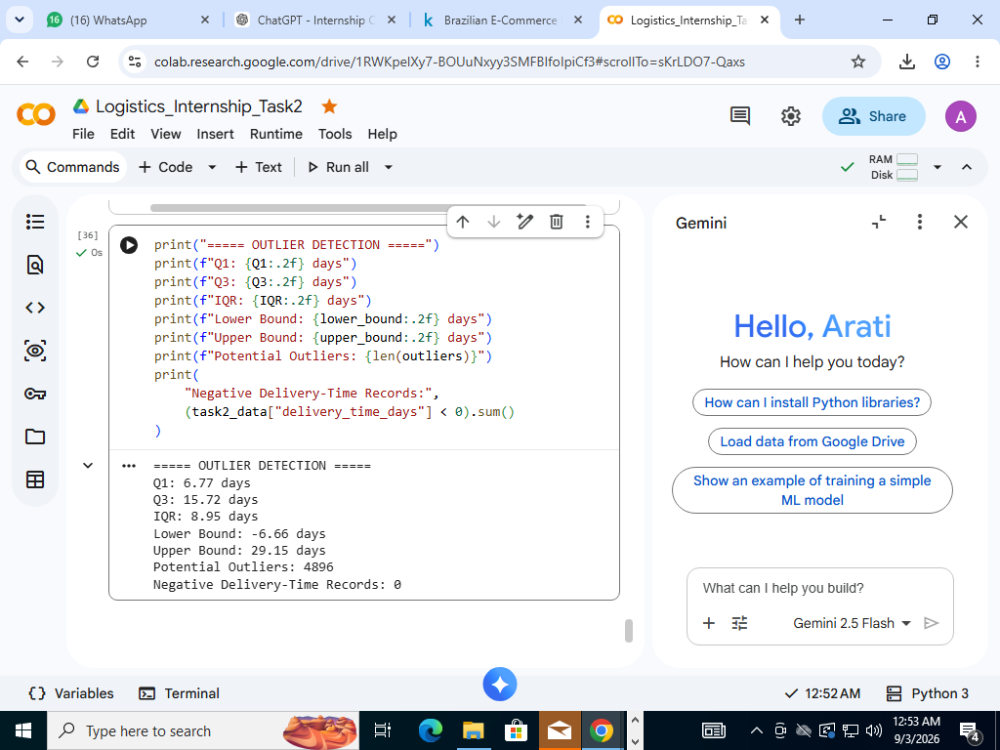 (16) WhatsApp
ChatGPT - Internship C
Brazilian E-Commerce
Logistics_Internship_Ta
colab.research.google.com/drive/1RWKpelXy7-BOUuNxyy3SMFBIfoIpiCf3#scrollTo=sKrLDO7-Qaxs
Logistics_Internship_Task2
File Edit View Insert Runtime Tools Help
Share
A
Commands + Code + Text Run all
RAM
Disk
[36]
0s
print("===== OUTLIER DETECTION =====")
print(f"Q1: {Q1:.2f} days")
print(f"Q3: {Q3:.2f} days")
print(f"IQR: {IQR:.2f} days")
print(f"Lower Bound: {lower_bound:.2f} days")
print(f"Upper Bound: {upper_bound:.2f} days")
print(f"Potential Outliers: {len(outliers)}")
print(
"Negative Delivery-Time Records:",
(task2_data["delivery_time_days"] < 0).sum()
)
===== OUTLIER DETECTION =====
Q1: 6.77 days
Q3: 15.72 days
IQR: 8.95 days
Lower Bound: -6.66 days
Upper Bound: 29.15 days
Potential Outliers: 4896
Negative Delivery-Time Records: 0
Gemini
Hello, Arati
How can I help you today?
How can I install Python libraries?
Load data from Google Drive
Show an example of training a simple
ML model
What can I help you build?
Gemini 2.5 Flash
Variables
Terminal
12:52 AM
Python 3
Type here to search
12:53 AM
9/3/2026
4